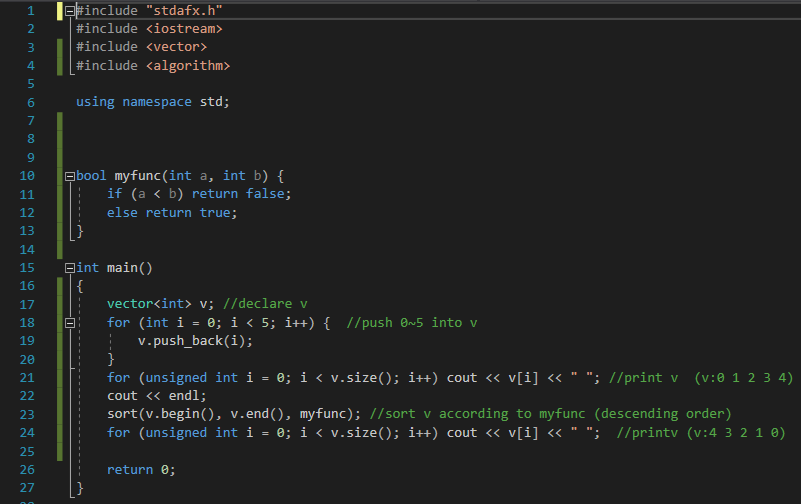 1 #include "stdafx.h"
2 #include <iostream>
3 #include <vector>
4 #include <algorithm>
5
6 using namespace std;
7
8
9
10 bool myfunc(int a, int b) {
11 if (a < b) return false;
12 else return true;
13 }
14
15 int main()
16 {
17 vector<int> v; //declare v
18 for (int i = 0; i < 5; i++) { //push 0~5 into v
19 v.push_back(i);
20 }
21 for (unsigned int i = 0; i < v.size(); i++) cout << v[i] << " "; //print v (v:0 1 2 3 4)
22 cout << endl;
23 sort(v.begin(), v.end(), myfunc); //sort v according to myfunc (descending order)
24 for (unsigned int i = 0; i < v.size(); i++) cout << v[i] << " "; //printv (v:4 3 2 1 0)
25
26 return 0;
27 }